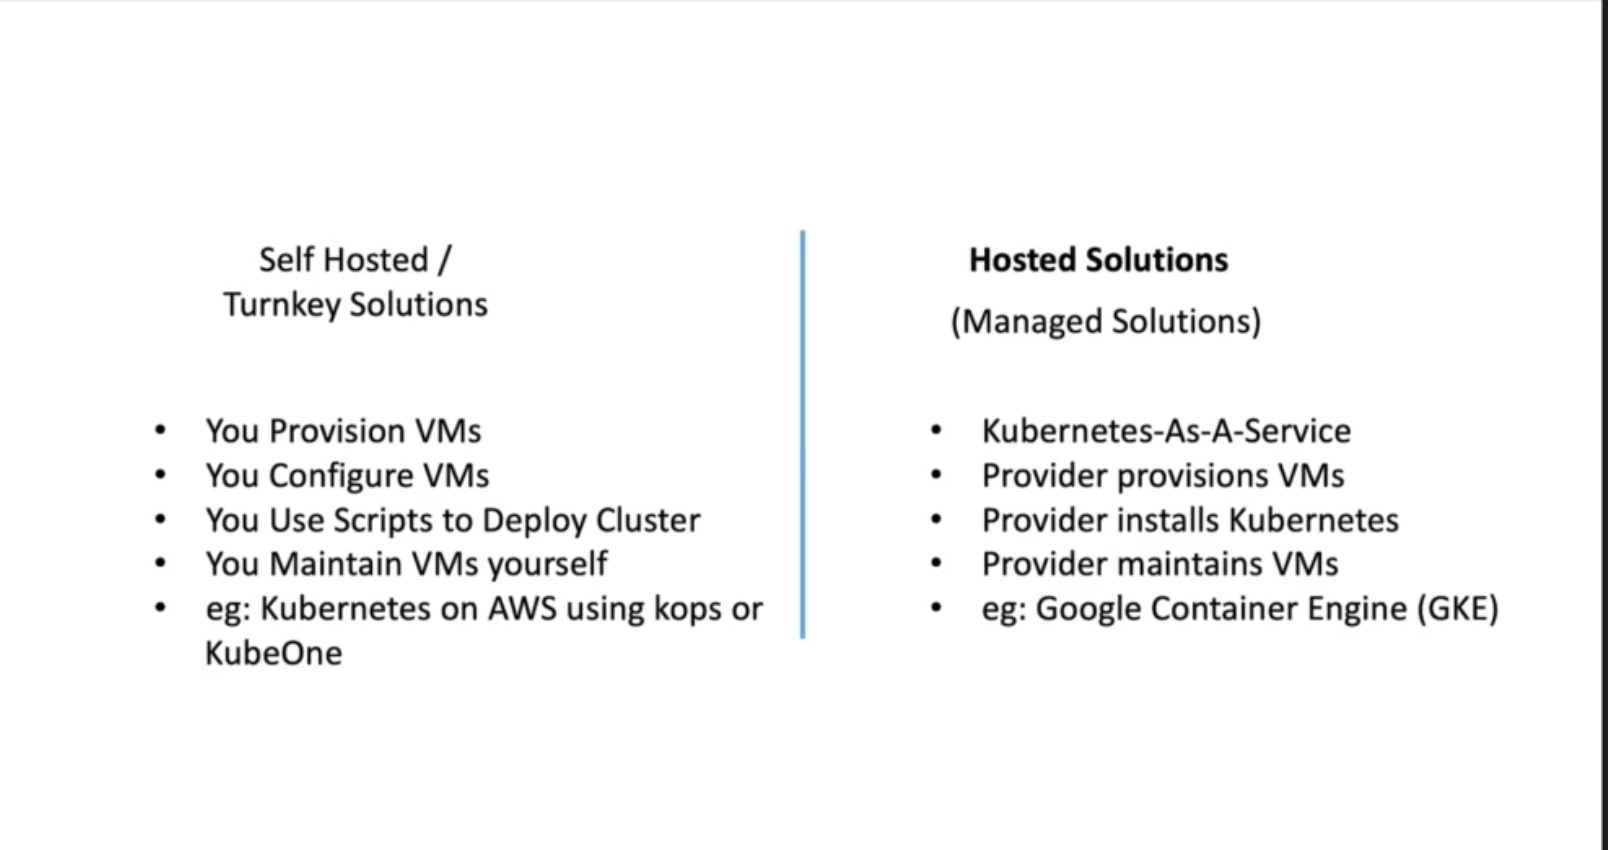 Self Hosted /
Turnkey Solutions
• You Provision VMs
• You Configure VMs
• You Use Scripts to Deploy Cluster
• You Maintain VMs yourself
• eg: Kubernetes on AWS using kops or
KubeOne
Hosted Solutions
(Managed Solutions)
• Kubernetes-As-A-Service
• Provider provisions VMs
• Provider installs Kubernetes
• Provider maintains VMs
• eg: Google Container Engine (GKE)